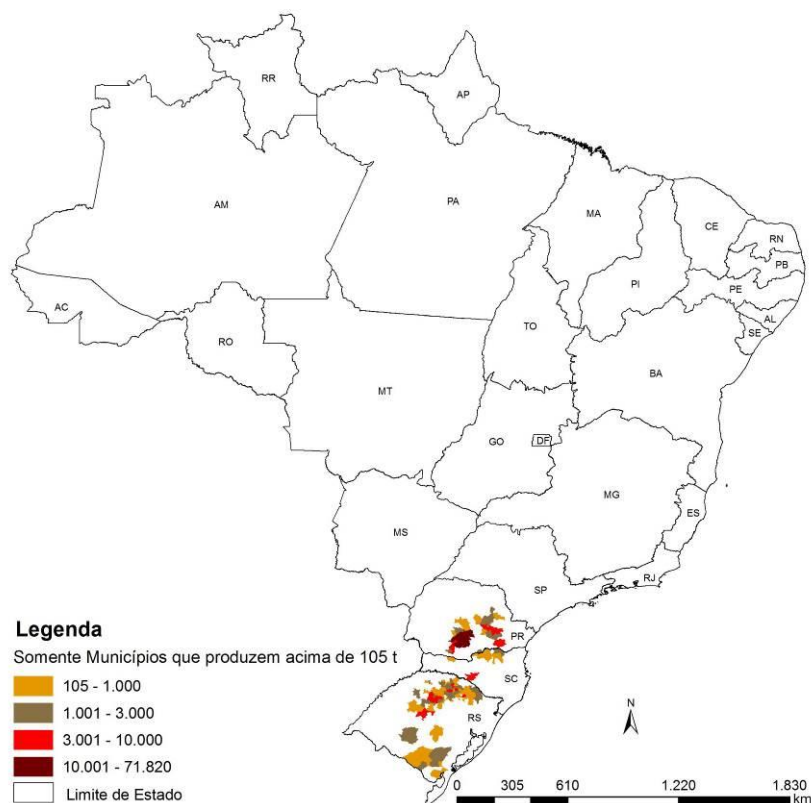 RR
AP
AM
PA
MA
CE
RN
PB
PI
PE
AC
AL
TO
SE
RO
BA
MT
GO
DF
MG
MS
ES
SP
RJ
PR
SC
RS
Legenda
Somente Municípios que produzem acima de 105 t
105 - 1.000
1.001 - 3.000
3.001 - 10.000
10.001 - 71.820
Limite de Estado
N
0 305 610 1.220 1.830
km